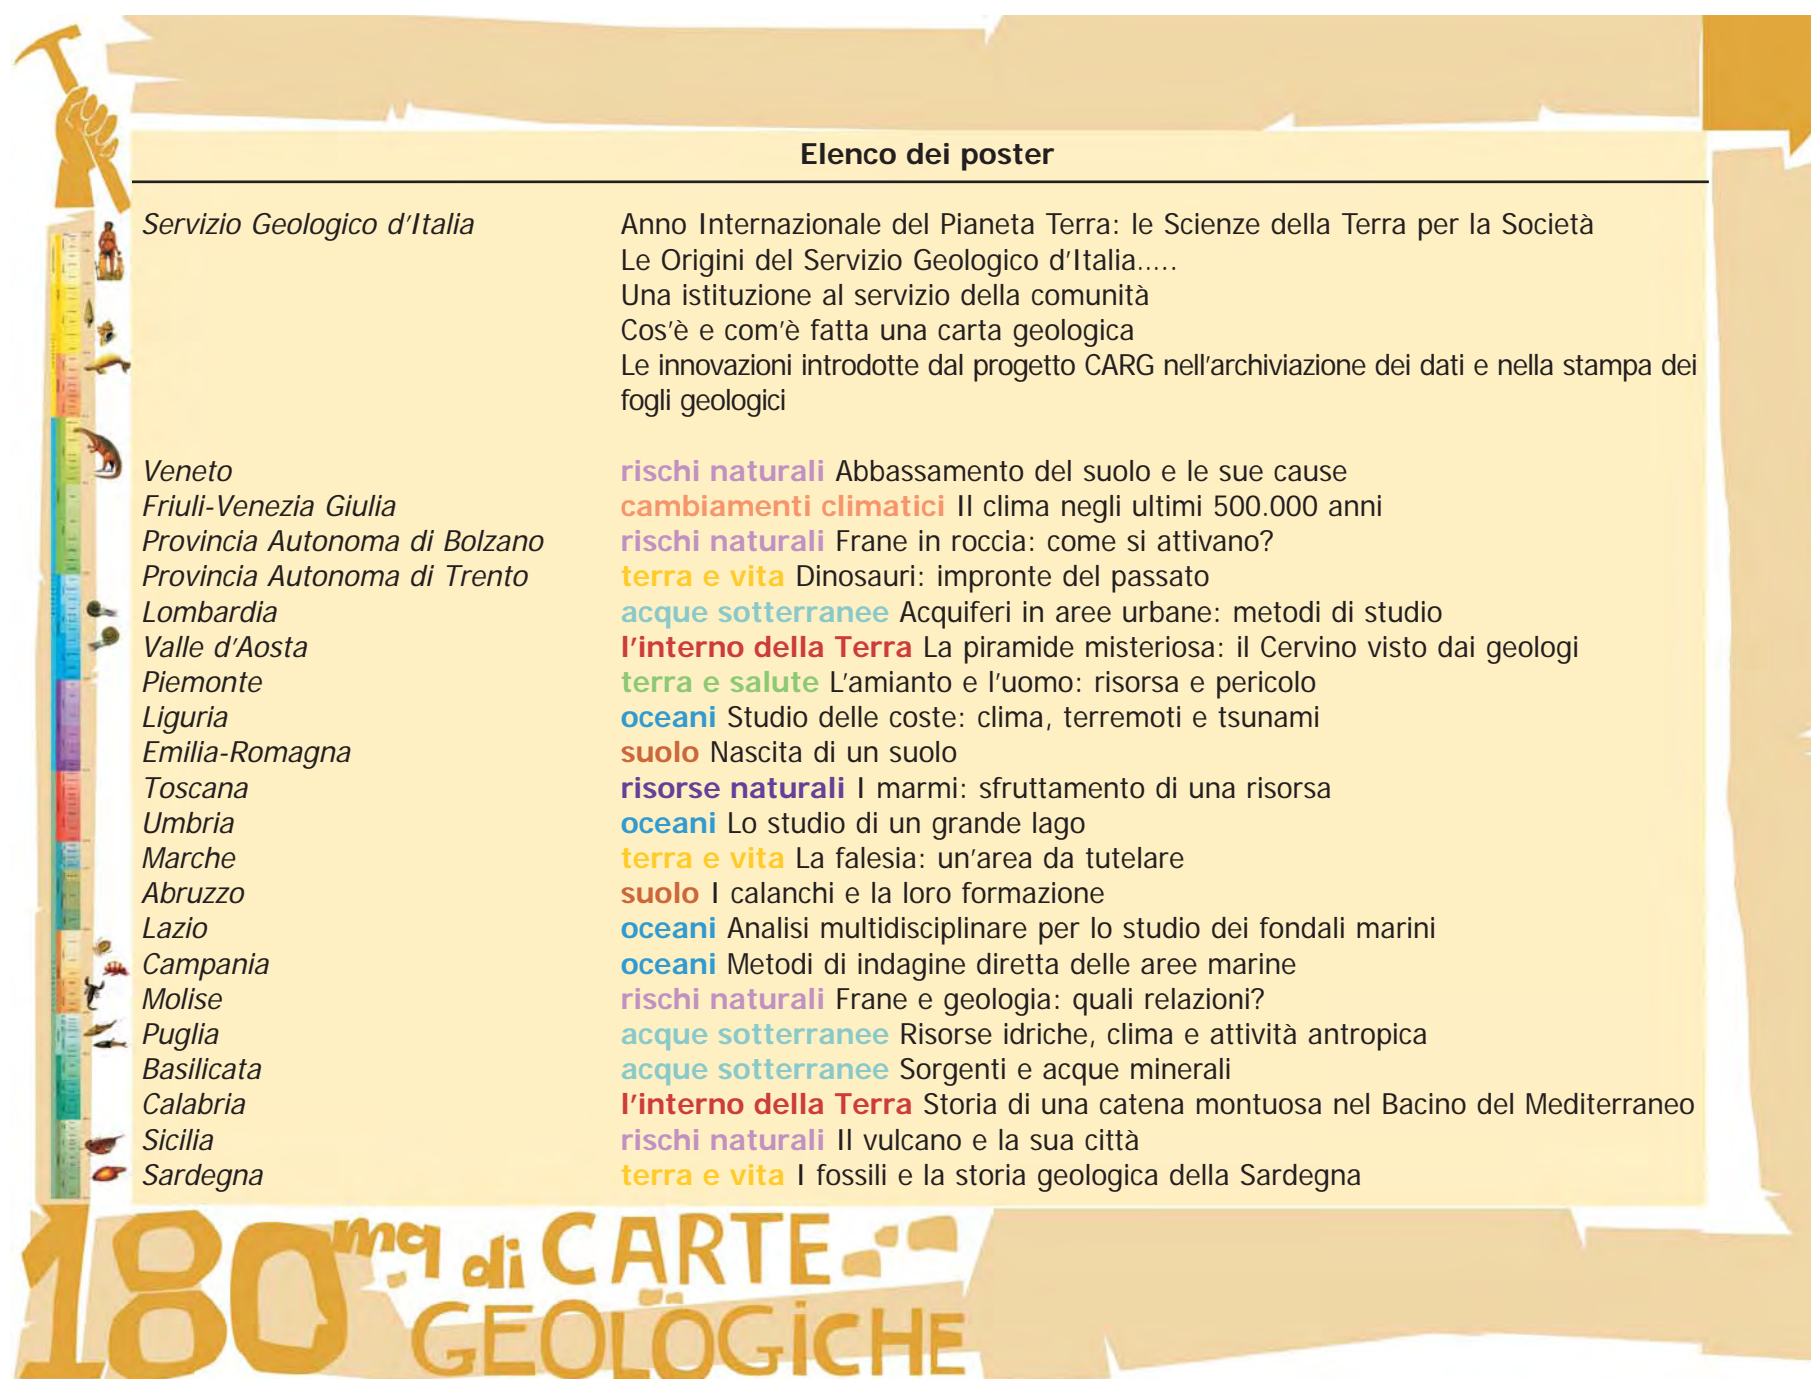 Elenco dei poster
Servizio Geologico d'Italia Anno Internazionale del Pianeta Terra: le Scienze della Terra per la Società
Le Origini del Servizio Geologico d'Italia.....
Una istituzione al servizio della comunità
Cos'è e com'è fatta una carta geologica
Le innovazioni introdotte dal progetto CARG nell'archiviazione dei dati e nella stampa dei
fogli geologici
Veneto rischi naturali Abbassamento del suolo e le sue cause
Friuli-Venezia Giulia cambiamenti climatici Il clima negli ultimi 500.000 anni
Provincia Autonoma di Bolzano rischi naturali Frane in roccia: come si attivano?
Provincia Autonoma di Trento terra e vita Dinosauri: impronte del passato
Lombardia acque sotterranee Acquiferi in aree urbane: metodi di studio
Valle d'Aosta l'interno della Terra La piramide misteriosa: il Cervino visto dai geologi
Piemonte terra e salute L'amianto e l'uomo: risorsa e pericolo
Liguria oceani Studio delle coste: clima, terremoti e tsunami
Emilia-Romagna suolo Nascita di un suolo
Toscana risorse naturali I marmi: sfruttamento di una risorsa
Umbria oceani Lo studio di un grande lago
Marche terra e vita La falesia: un'area da tutelare
Abruzzo suolo I calanchi e la loro formazione
Lazio oceani Analisi multidisciplinare per lo studio dei fondali marini
Campania oceani Metodi di indagine diretta delle aree marine
Molise rischi naturali Frane e geologia: quali relazioni?
Puglia acque sotterranee Risorse idriche, clima e attività antropica
Basilicata acque sotterranee Sorgenti e acque minerali
Calabria l'interno della Terra Storia di una catena montuosa nel Bacino del Mediterraneo
Sicilia rischi naturali Il vulcano e la sua città
Sardegna terra e vita I fossili e la storia geologica della Sardegna
180 mq di CARTE
GEOLOGiCHE